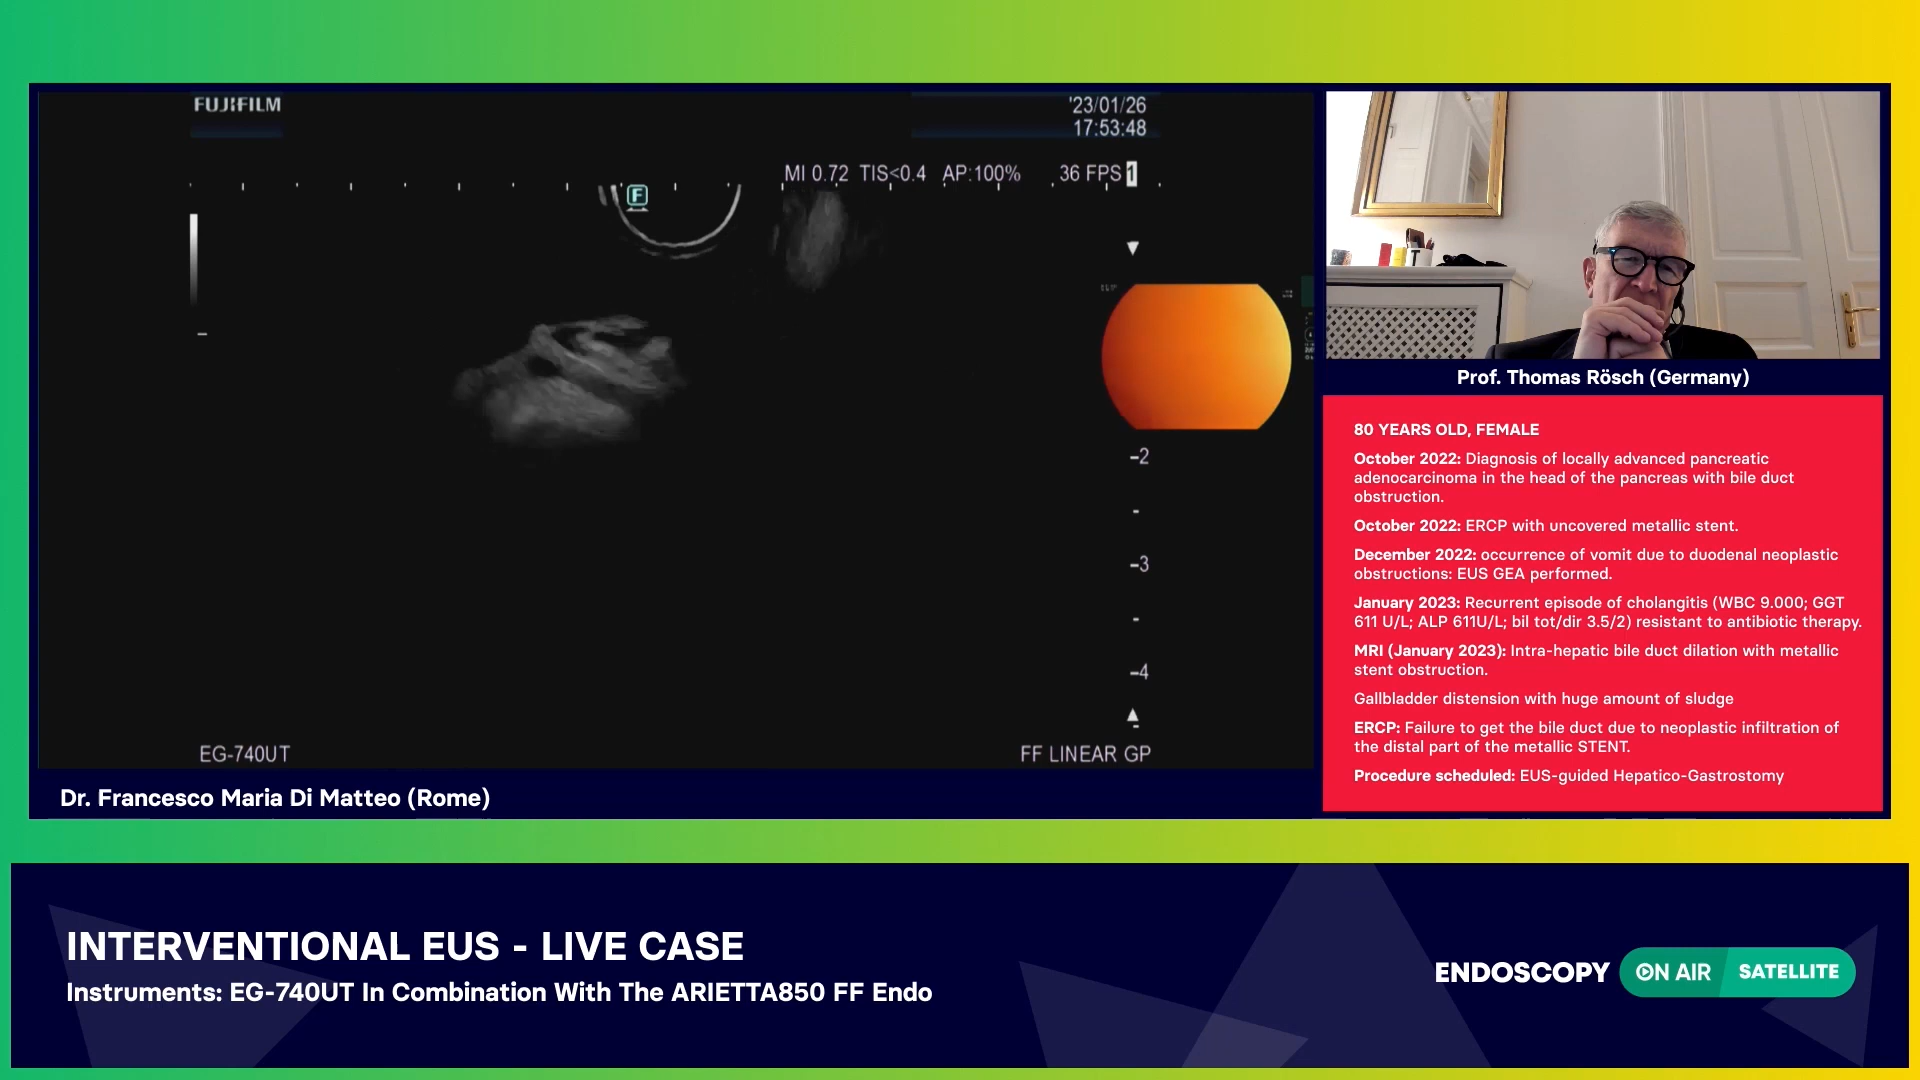 FUJIFILM
'23/01/26
17:53:48
MI 0.72 TIS<0.4 AP:100% 36 FPS 1
F
-2
-3
-4
EG-740UT
FF LINEAR GP
Dr. Francesco Maria Di Matteo (Rome)
Prof. Thomas Rösch (Germany)
80 YEARS OLD, FEMALE
October 2022: Diagnosis of locally advanced pancreatic
adenocarcinoma in the head of the pancreas with bile duct
obstruction.
October 2022: ERCP with uncovered metallic stent.
December 2022: occurrence of vomit due to duodenal neoplastic
obstructions: EUS GEA performed.
January 2023: Recurrent episode of cholangitis (WBC 9.000; GGT
611 U/L; ALP 611U/L; bil tot/dir 3.5/2) resistant to antibiotic therapy.
MRI (January 2023): Intra-hepatic bile duct dilation with metallic
stent obstruction.
Gallbladder distension with huge amount of sludge
ERCP: Failure to get the bile duct due to neoplastic infiltration of
the distal part of the metallic STENT.
Procedure scheduled: EUS-guided Hepatico-Gastrostomy
INTERVENTIONAL EUS - LIVE CASE
Instruments: EG-740UT In Combination With The ARIETTA850 FF Endo
ENDOSCOPY ON AIR SATELLITE